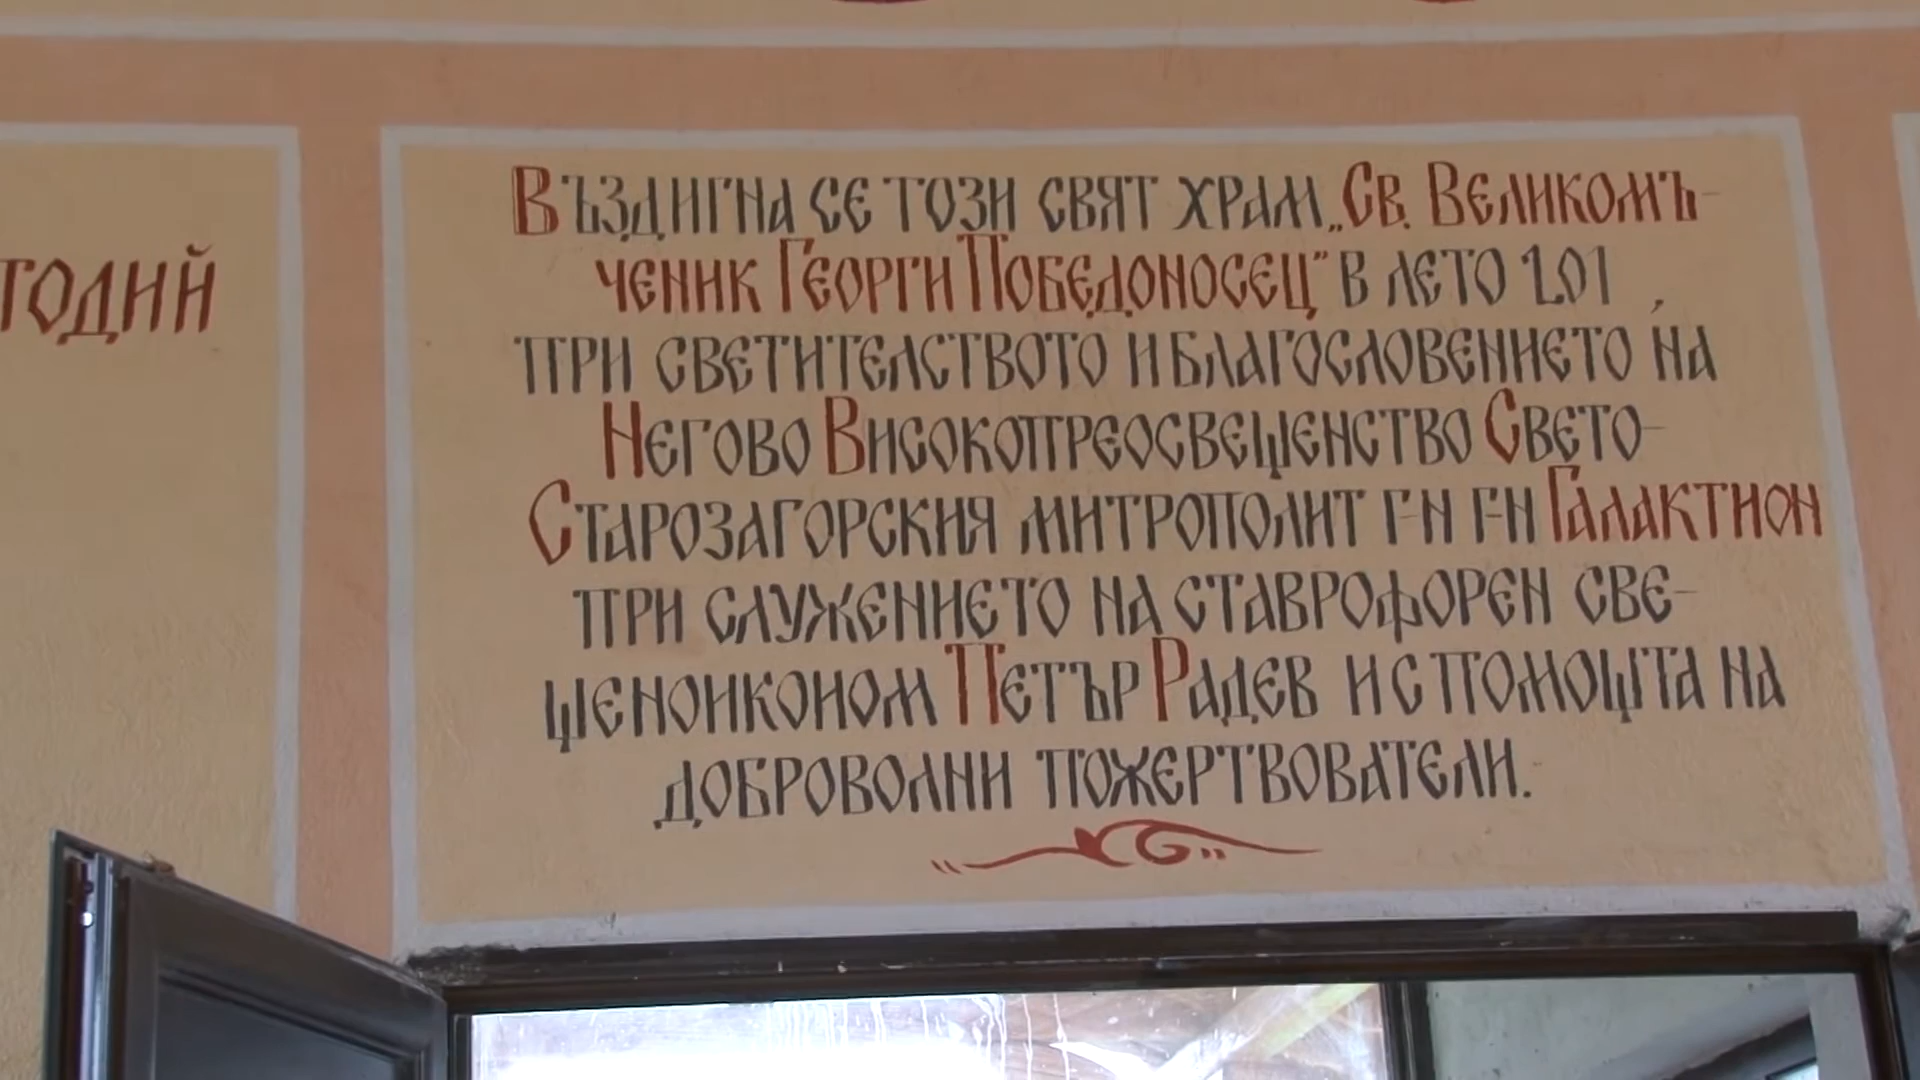 тодий
Въздигна се този свят храм „Св. Великомъ-
ченик Георги Победоносец" в лето 201
при светителството и благословението на
Негово Високопреосвещенство Свето-
Старозагорския митрополит г-н г-н Галактион
при служението на ставрофорен све-
щеноиконом Петър Радев и с помощта на
доброволни пожертвователи.